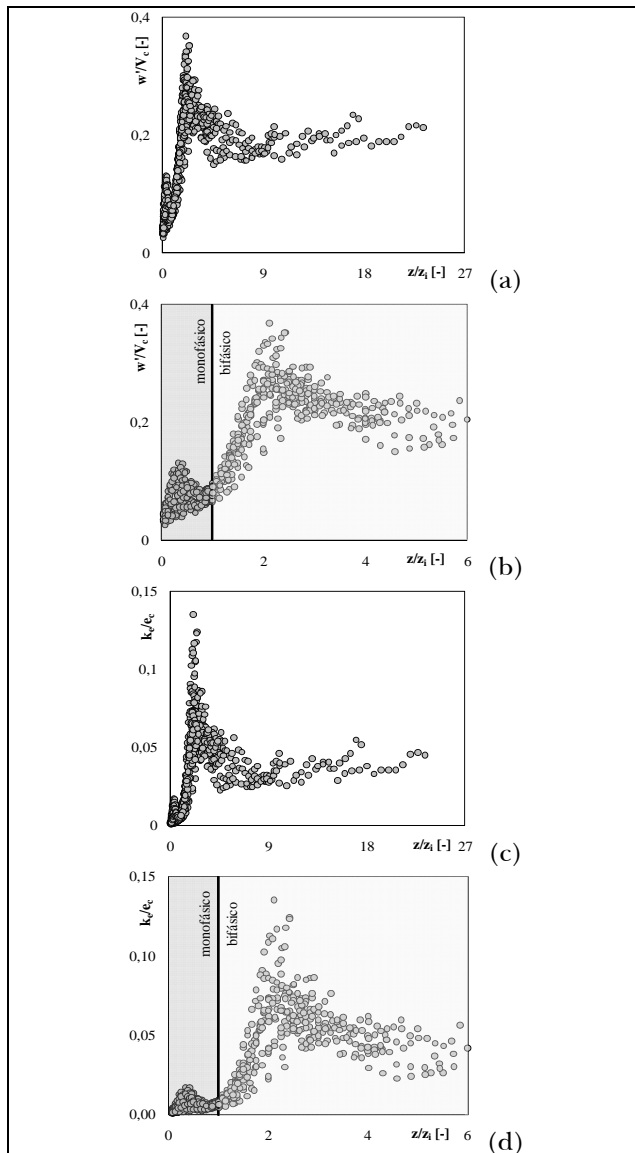 0,4
w'/Vc [-]
0,2
0
0 9 18 z/zi [-] 27
(a)
0,4
w'/Vc [-]
monofásico
bifásico
0,2
0
0 2 4 z/zi [-] 6
(b)
0,15
ke/ec
0,1
0,05
0
0 9 18 z/zi [-] 27
(c)
0,15
ke/ec
monofásico
bifásico
0,10
0,05
0,00
0 2 4 z/zi [-] 6
(d)